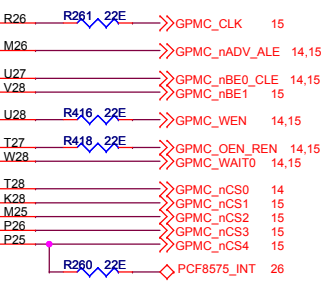 R26 R261 22E GPMC_CLK 15
M26 GPMC_nADV_ALE 14,15
U27 GPMC_nBE0_CLE 14,15
V28 GPMC_nBE1 15
U28 R416 22E GPMC_WEN 14,15
T27 R418 22E GPMC_OEN_REN 14,15
W28 GPMC_WAIT0 14,15
T28 GPMC_nCS0 14
K28 GPMC_nCS1 15
M25 GPMC_nCS2 15
P26 GPMC_nCS3 15
P25 GPMC_nCS4 15
R260 22E PCF8575_INT 26